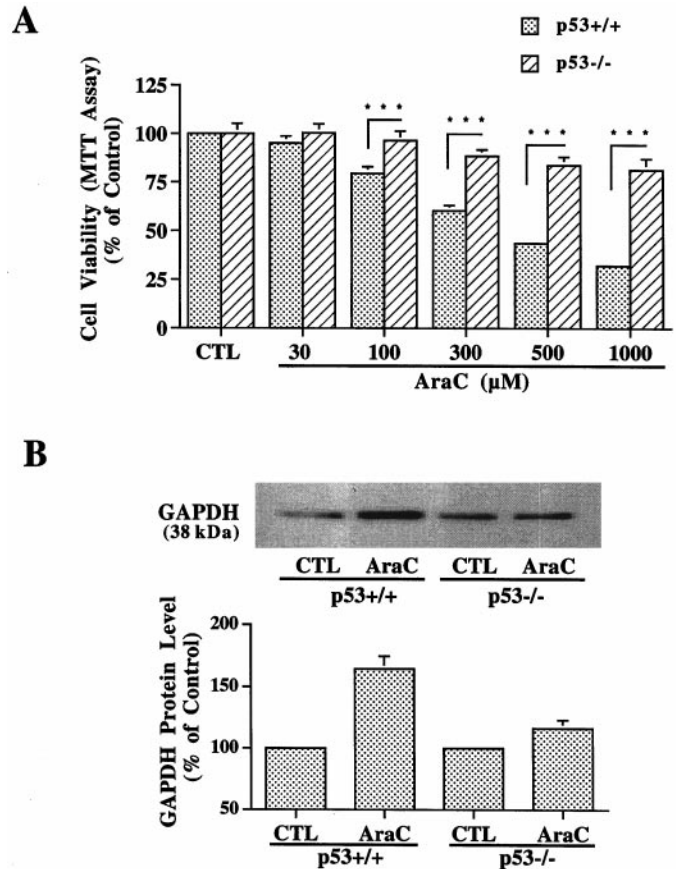 A
p53+/+
p53-/-
Cell Viability (MTT Assay)
(% of Control)
125
100
75
50
25
0
* * *
* * *
* * *
* * *
CTL
30
100
300
500
1000
AraC (µM)
B
GAPDH
(38 kDa)
CTL AraC CTL AraC
p53+/+ p53-/-
GAPDH Protein Level
(% of Control)
200
150
100
50
CTL AraC CTL AraC
p53+/+ p53-/-